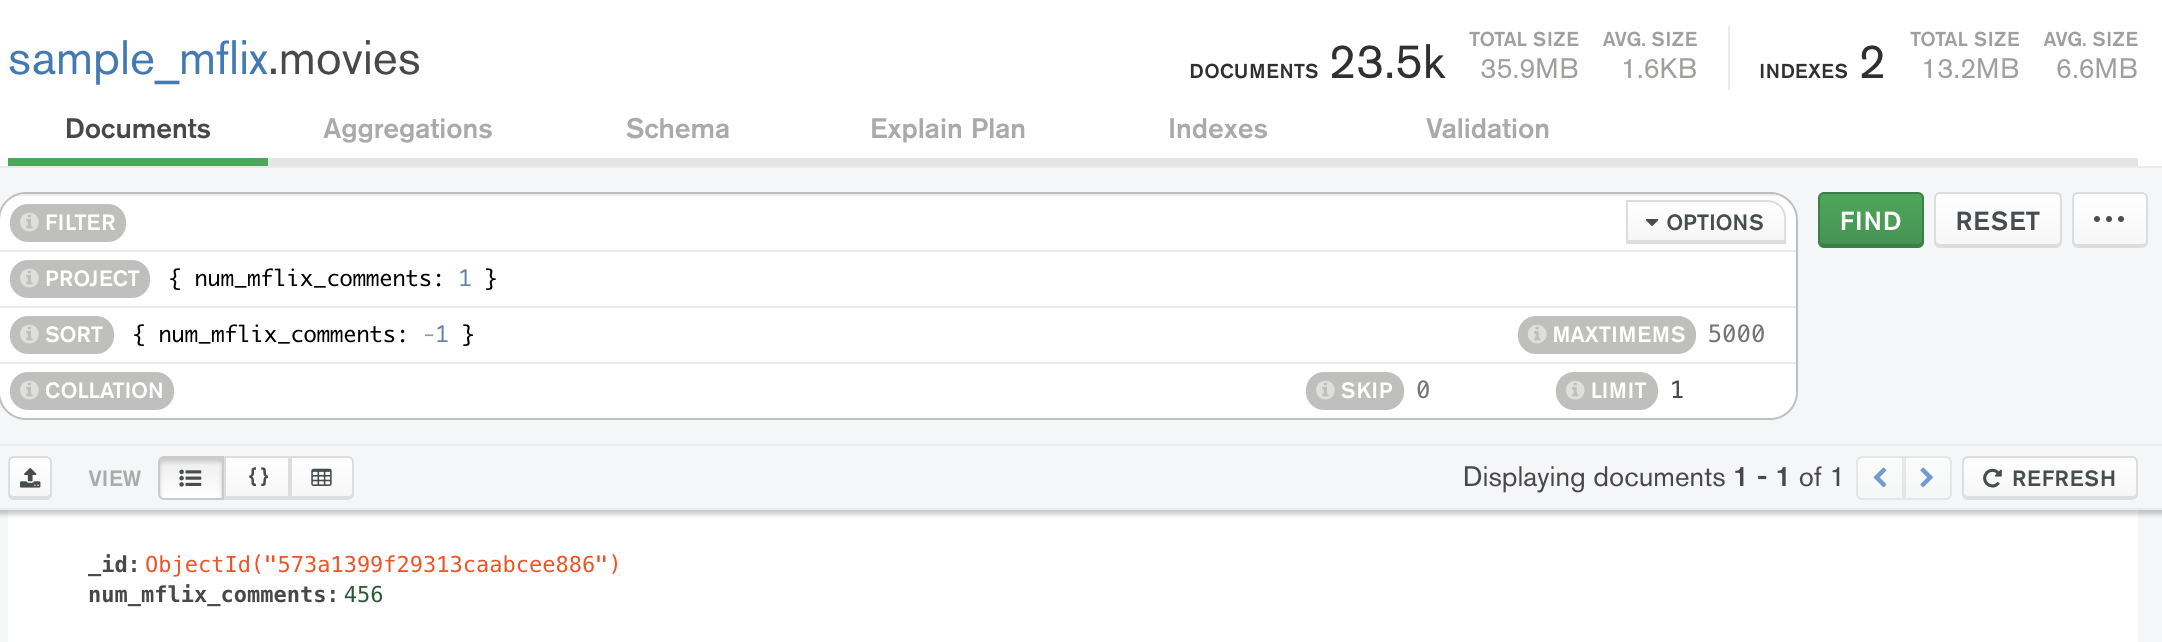 sample_mflix.movies
DOCUMENTS 23.5k TOTAL SIZE 35.9MB AVG. SIZE 1.6KB INDEXES 2 TOTAL SIZE 13.2MB AVG. SIZE 6.6MB
Documents Aggregations Schema Explain Plan Indexes Validation
FILTER OPTIONS FIND RESET ...
PROJECT { num_mflix_comments: 1 }
SORT { num_mflix_comments: -1 } MAXTIMEMS 5000
COLLATION SKIP 0 LIMIT 1
VIEW {} Displaying documents 1 - 1 of 1 < > REFRESH
_id: ObjectId("573a1399f29313caabcee886")
num_mflix_comments: 456